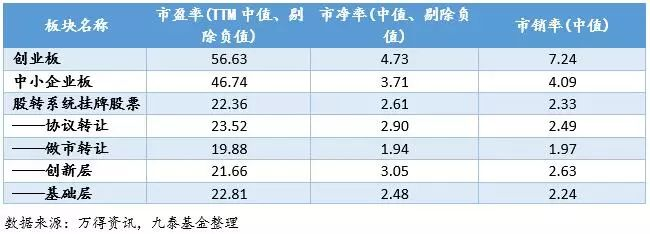 板块名称 市盈率(TTM 中值、剔除负值) 市净率(中值、剔除负值) 市销率(中值)
创业板 56.63 4.73 7.24
中小企业板 46.74 3.71 4.09
股转系统挂牌股票 22.36 2.61 2.33
——协议转让 23.52 2.90 2.49
——做市转让 19.88 1.94 1.97
——创新层 21.66 3.05 2.63
——基础层 22.81 2.48 2.24
数据来源：万得资讯，九泰基金整理